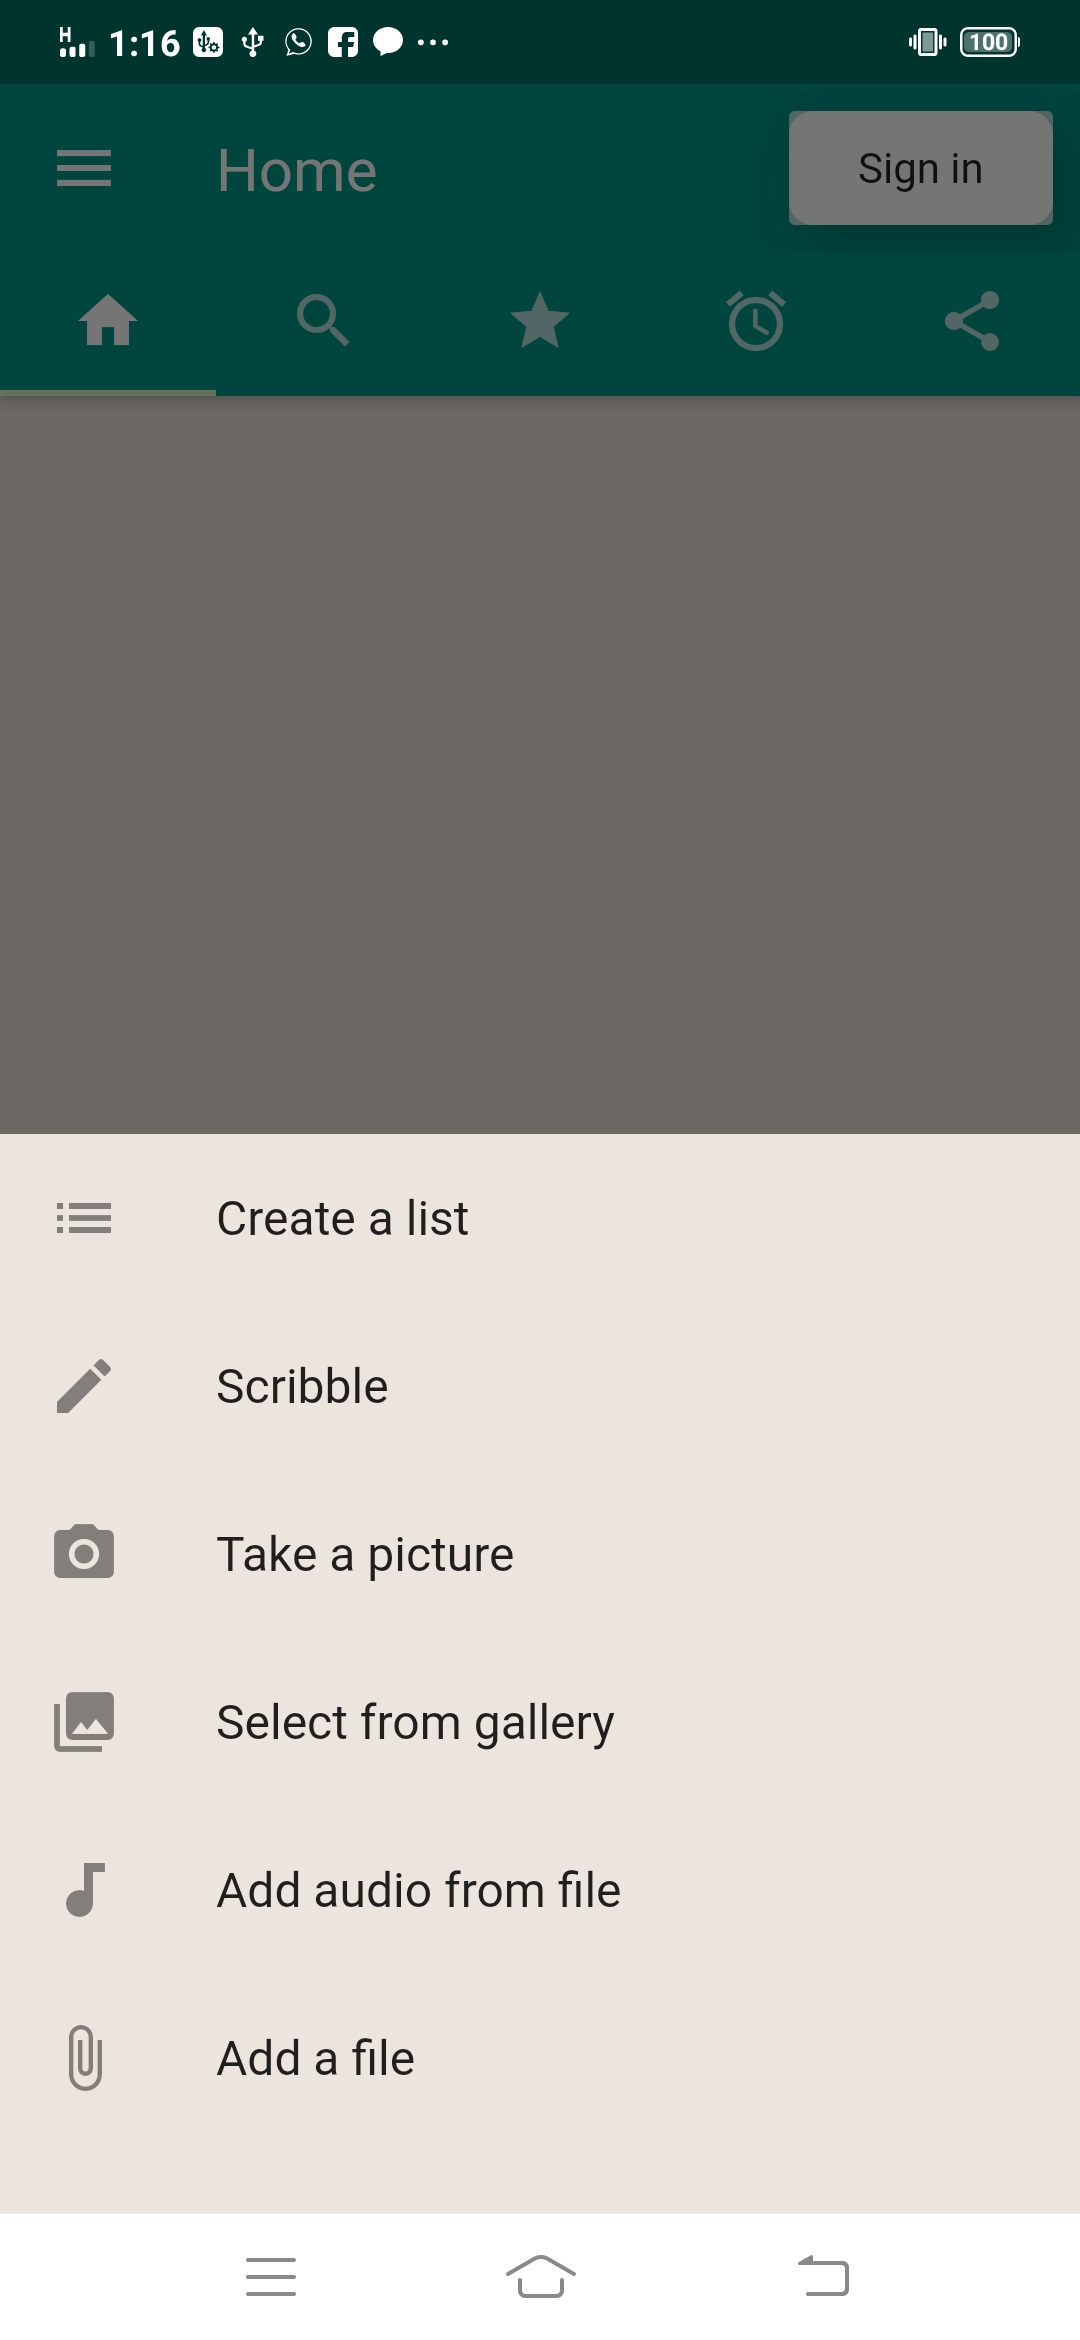 H
1:16
100
Home
Sign in
Create a list
Scribble
Take a picture
Select from gallery
Add audio from file
Add a file